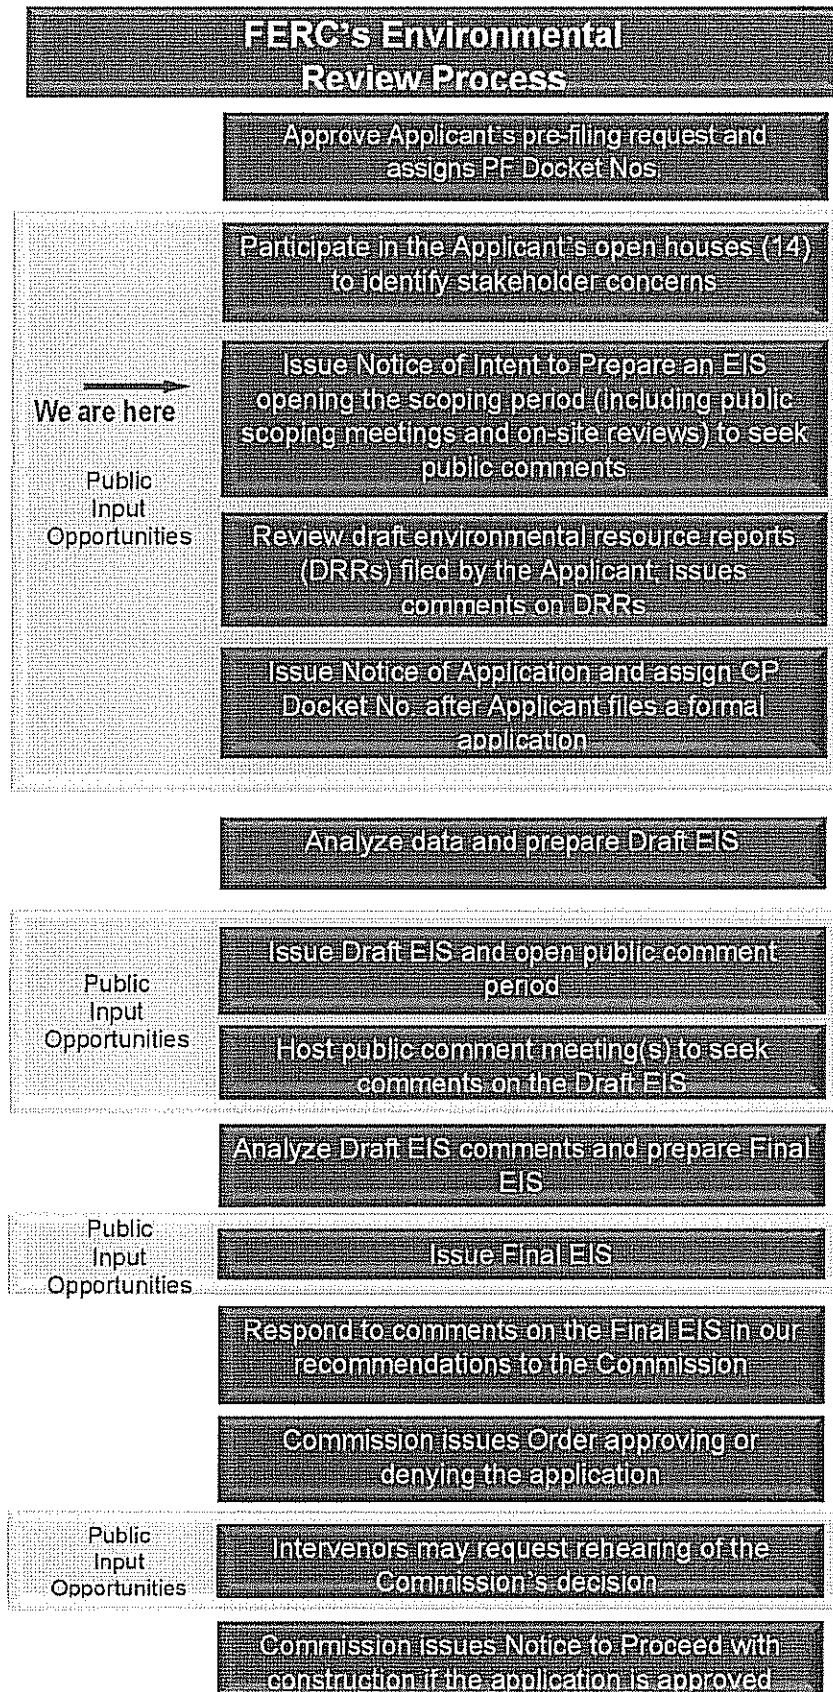 FERC's Environmental
Review Process
Approve Applicant's pre-filing request and
assigns PF Docket Nos.
Participate in the Applicant's open houses (14)
to identify stakeholder concerns
We are here
Issue Notice of Intent to Prepare an EIS
opening the scoping period (including public
scoping meetings and on-site reviews) to seek
public comments
Public
Input
Opportunities
Review draft environmental resource reports
(DRRs) filed by the Applicant; issues
comments on DRRs
Issue Notice of Application and assign CP
Docket No. after Applicant files a formal
application
Analyze data and prepare Draft EIS
Public
Input
Opportunities
Issue Draft EIS and open public comment
period
Host public comment meeting(s) to seek
comments on the Draft EIS
Analyze Draft EIS comments and prepare Final
EIS
Public
Input
Opportunities
Issue Final EIS
Respond to comments on the Final EIS in our
recommendations to the Commission
Commission issues Order approving or
denying the application
Public
Input
Opportunities
Intervenors may request rehearing of the
Commission's decision
Commission issues Notice to Proceed with
construction if the application is approved